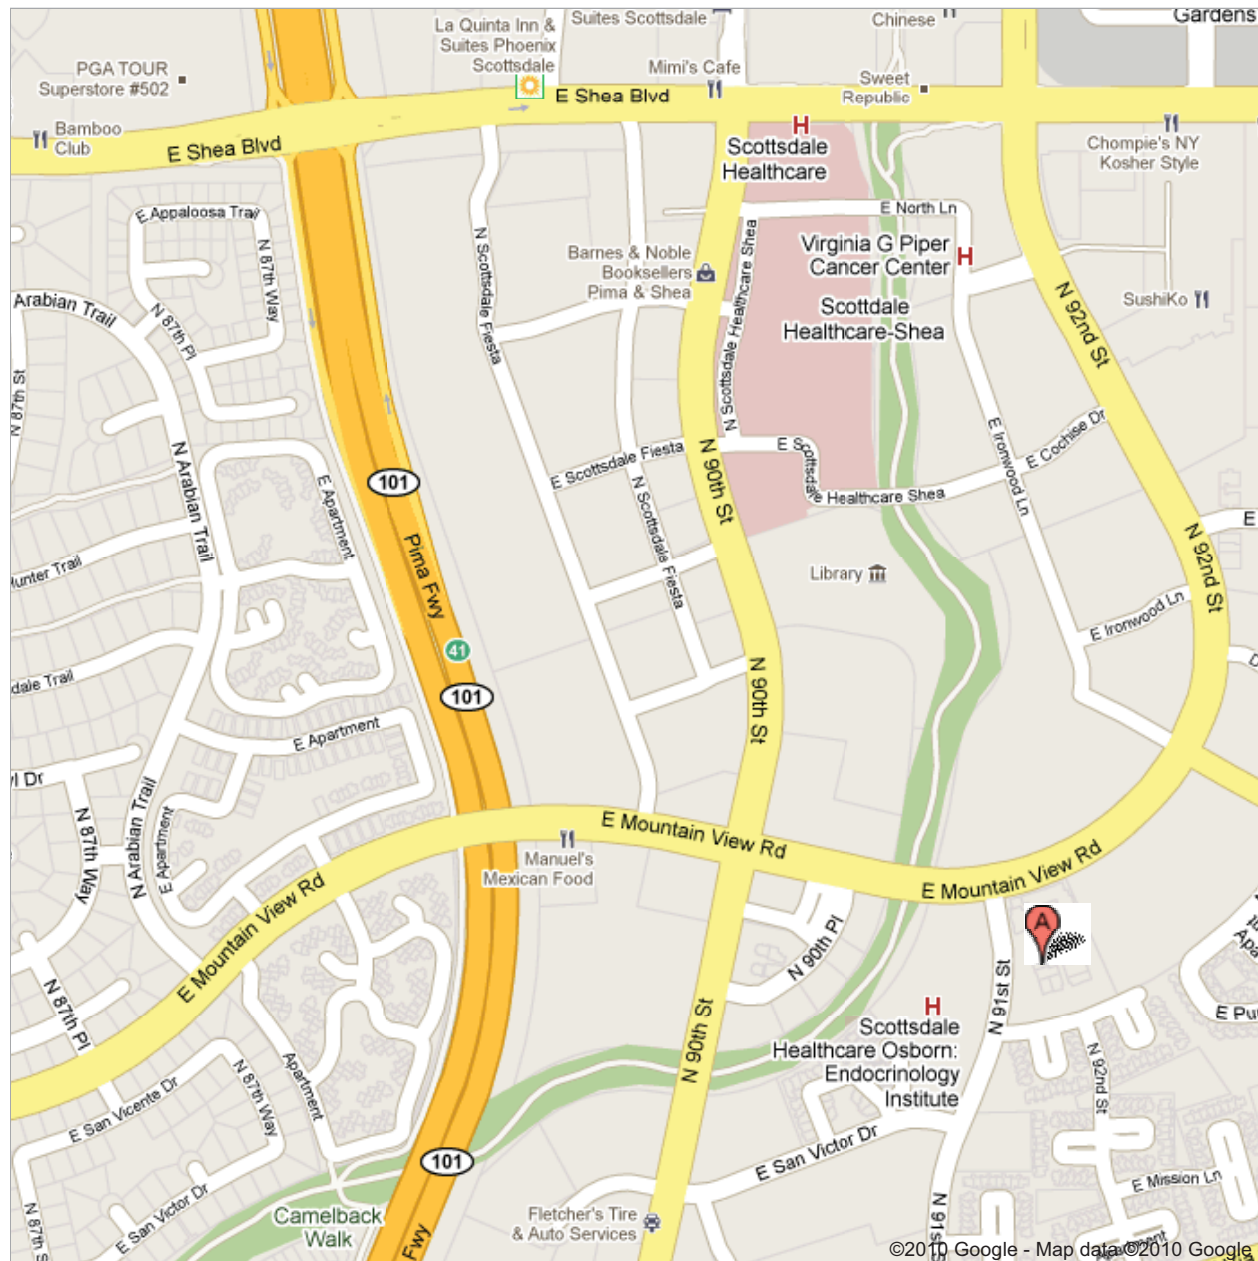 Gardens
La Quinta Inn &
Suites Phoenix
Scottsdale
Suites Scottsdale
Chinese
PGA TOUR
Superstore #502
Mimi's Cafe
Sweet
Republic
E Shea Blvd
Bamboo
Club
E Shea Blvd
H
Scottsdale
Healthcare
Chompie's NY
Kosher Style
E Appaloosa Trail
N 87th Way
E North Ln
N Scottsdale Fiesta
Barnes & Noble
Booksellers
Pima & Shea
N Scottsdale Healthcare Shea
Virginia G Piper
Cancer Center
H
Scottdale
Healthcare-Shea
SushiKo
N 92nd St
Arabian Trail
N 87th Pl
N 87th St
N Arabian Trail
E Apartment
101
Pima Fwy
E Scottsdale Fiesta
N Scottsdale Fiesta
N 90th St
E Scottsdale Healthcare Shea
E Ironwood Ln
E Cochise Dr
N 92nd St
E
Hunter Trail
Library
E Ironwood Ln
41
101
dale Trail
N 90th St
E Apartment
Dr
N 87th Way
N Arabian Trail
E Apartment
E Mountain View Rd
Manuel's
Mexican Food
E Mountain View Rd
E Mountain View Rd
A
N 90th Pl
N 91st St
N 87th Pl
H
Scottsdale
Healthcare Osborn:
Endocrinology
Institute
N 90th St
E Pu
N 92nd St
Apartment
N 87th Way
E San Vicente Dr
E San Victor Dr
101
E San Victor Dr
E Mission Ln
N 87th S
Camelback
Walk
Fwy
Fletcher's Tire
& Auto Services
N 91st S
Apartment
©2010 Google - Map data ©2010 Google